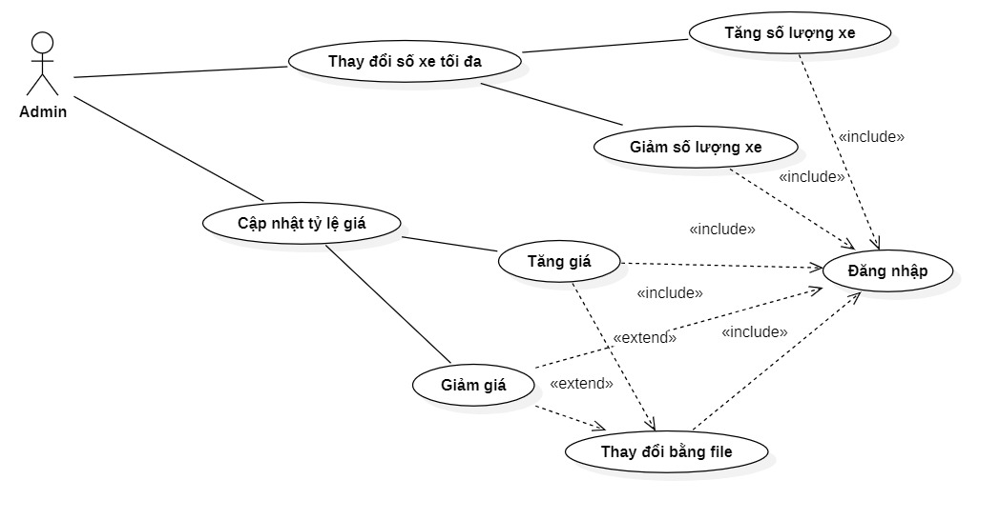 Tăng số lượng xe
Thay đổi số xe tối đa
Admin
«include»
Giảm số lượng xe
«include»
Cập nhật tỷ lệ giá
«include»
Tăng giá
Đăng nhập
«include»
«extend»
«include»
Giảm giá
«extend»
Thay đổi bằng file